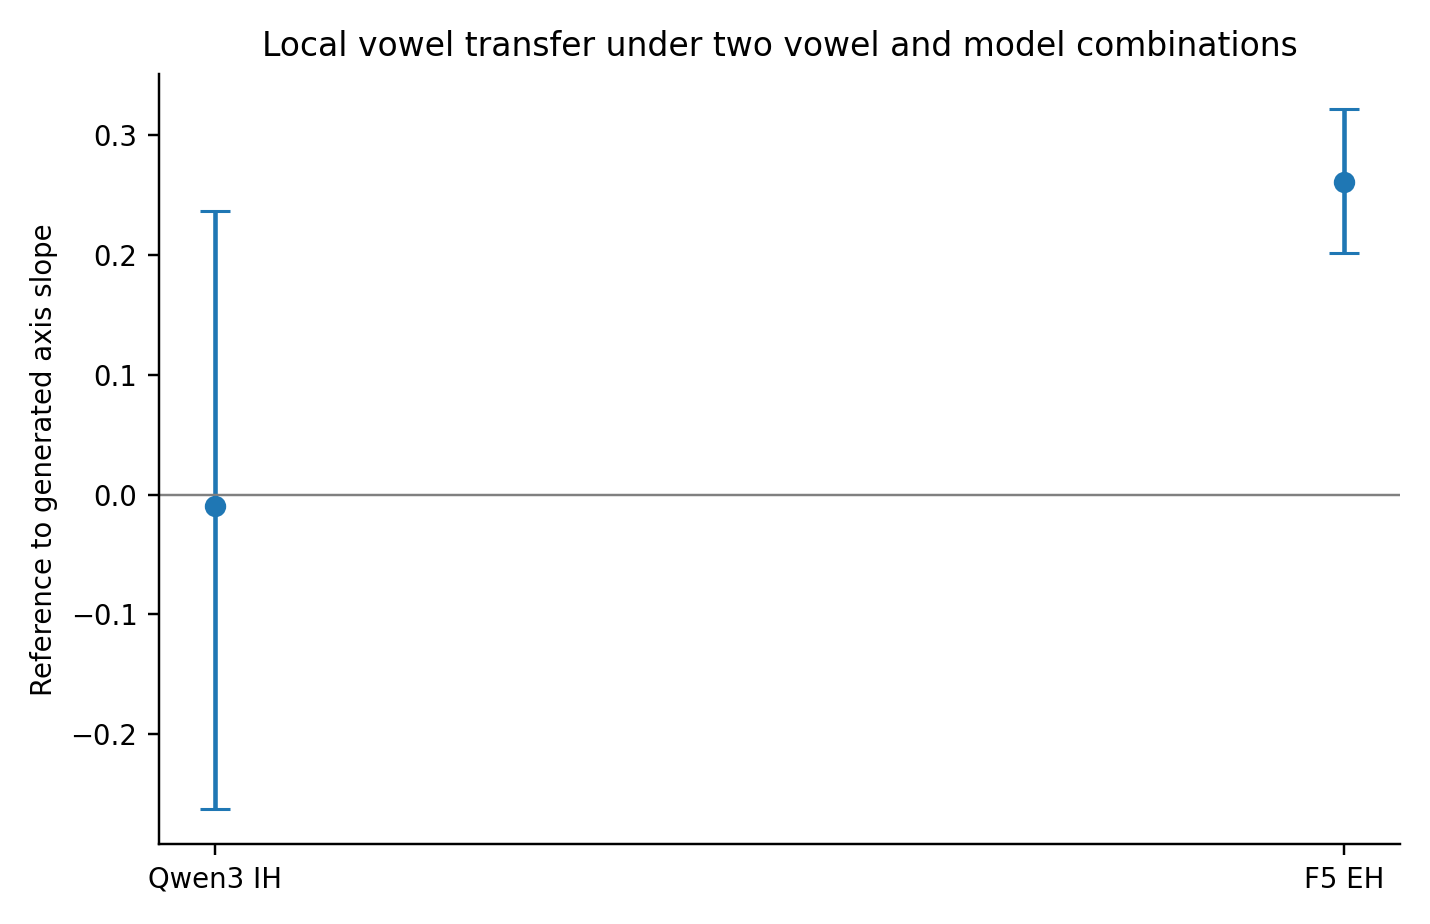 Local vowel transfer under two vowel and model combinations
Reference to generated axis slope
0.3
0.2
0.1
0.0
−0.1
−0.2
Qwen3 IH
F5 EH